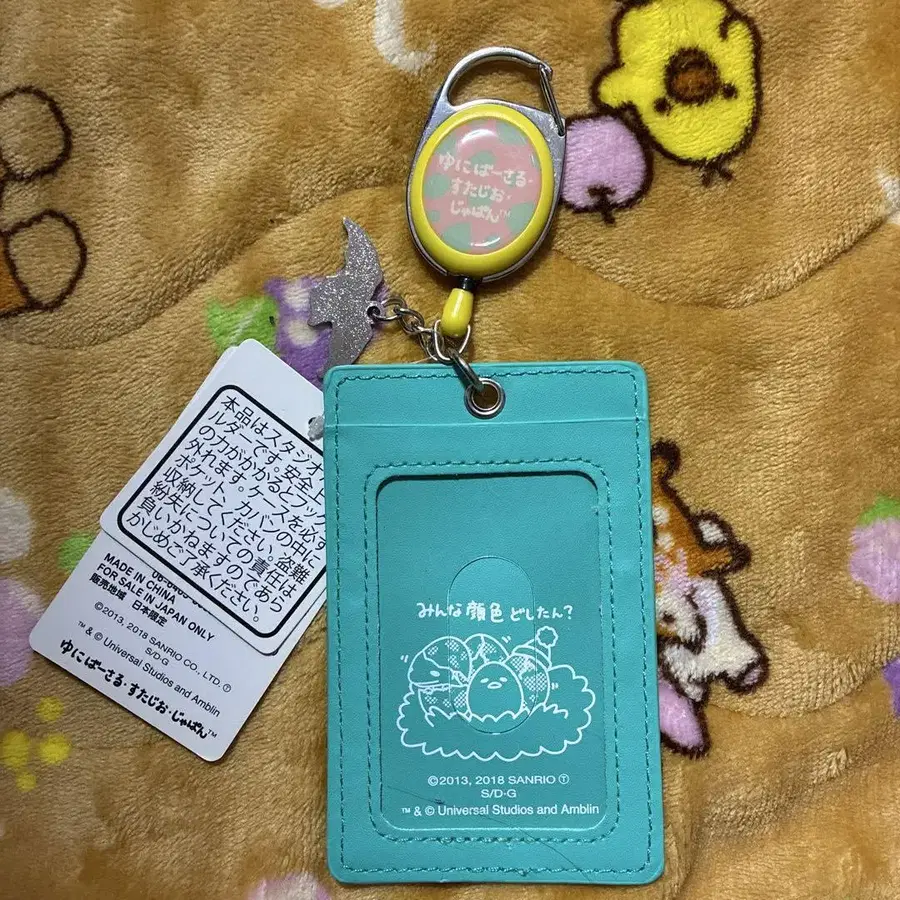 ゆにばーさる・
すたじお・
じゃぱん™
本品はスタジオ
ルダーです。安全上
の力がかかるとフック
外れます。ケースを必ず
ポケット、カバンの中に
収納してください。盗難
紛失についての責任は
負いかねますのであら
かじめご了承ください。
MADE IN CHINA
FOR SALE IN JAPAN ONLY
販売地域 日本限定
©2013, 2018 SANRIO CO., LTD. Ⓣ
S/D·G
™ & © Universal Studios and Amblin
ゆにばーさる・すたじお・じゃぱん™
みんな顔色どしたん?
©2013, 2018 SANRIO Ⓣ
S/D·G
™ & © Universal Studios and Amblin